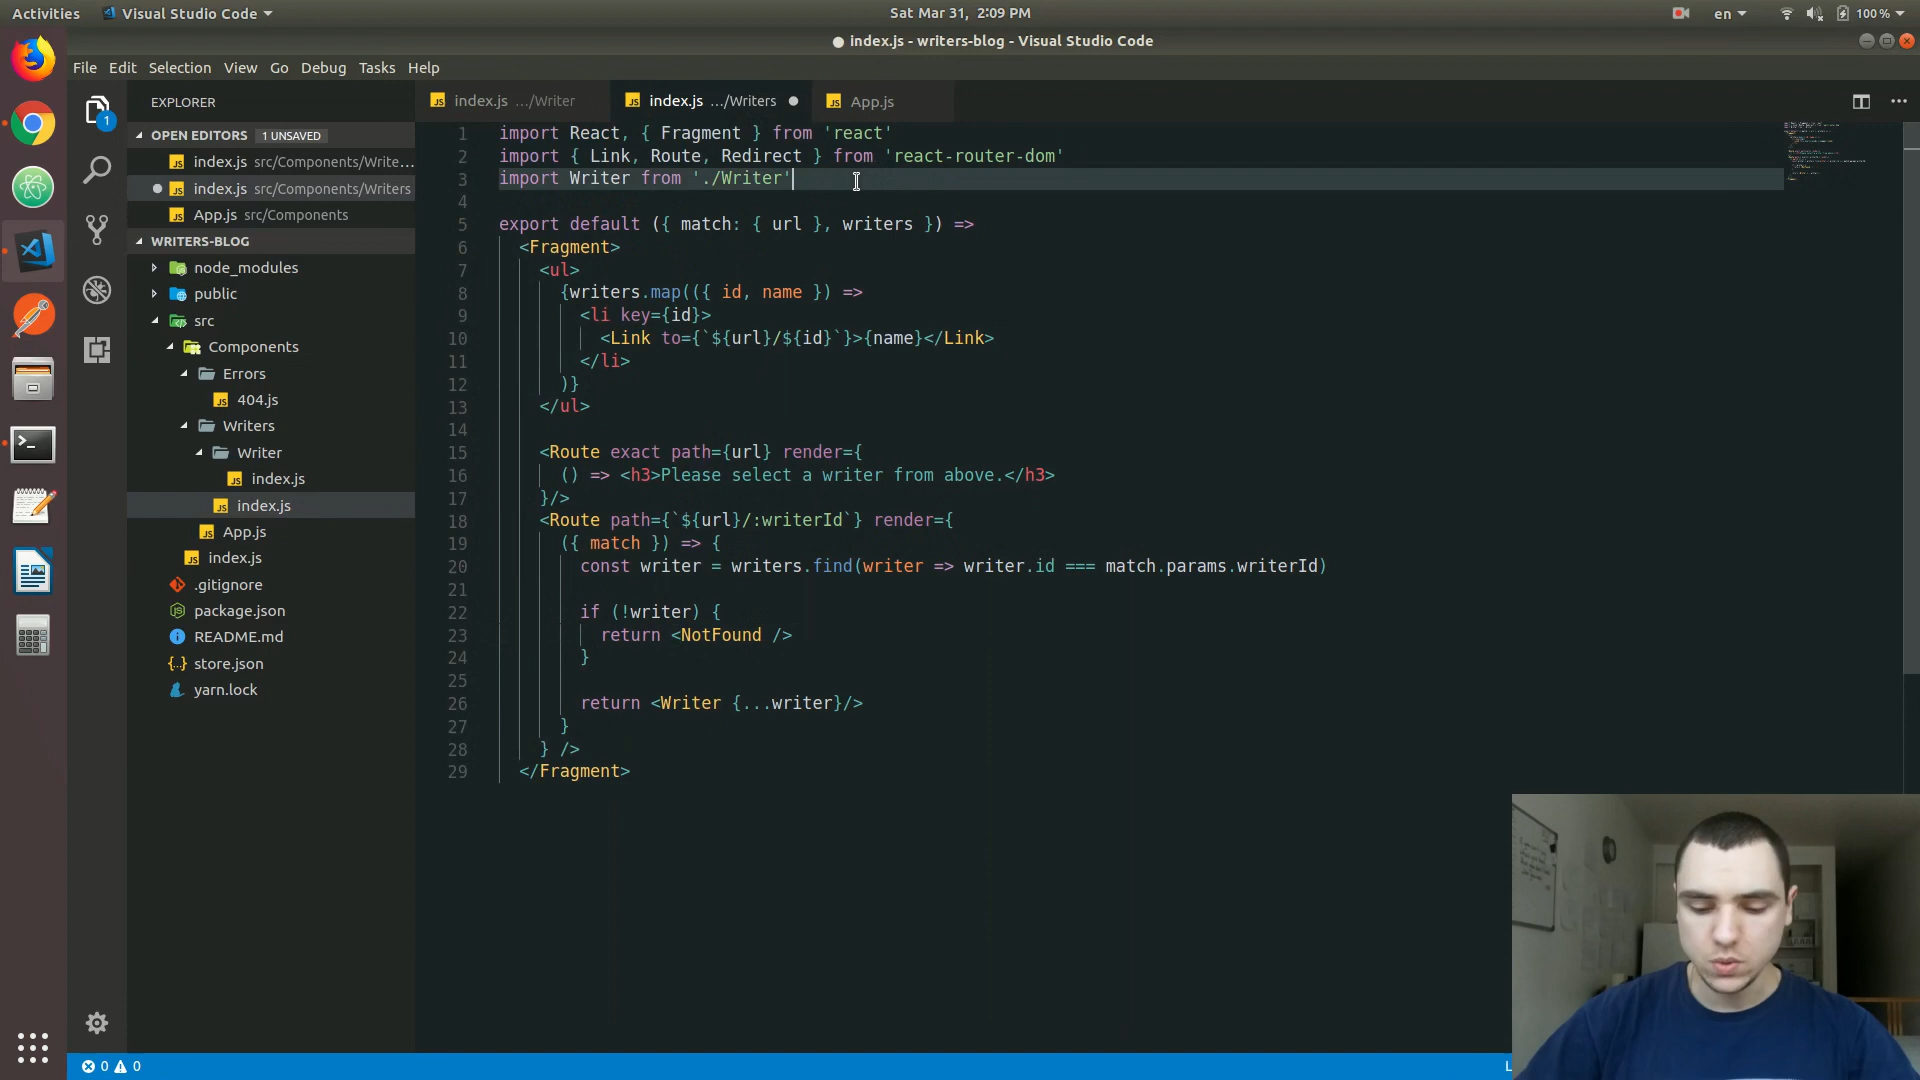 Activities Visual Studio Code Sat Mar 31, 2:09 PM en 100%
index.js - writers-blog - Visual Studio Code
File Edit Selection View Go Debug Tasks Help
EXPLORER
index.js …/Writer index.js …/Writers App.js
OPEN EDITORS 1 UNSAVED
index.js src/Components/Write...
index.js src/Components/Writers
App.js src/Components
WRITERS-BLOG
node_modules
public
src
Components
Errors
404.js
Writers
Writer
index.js
index.js
App.js
index.js
.gitignore
package.json
README.md
store.json
yarn.lock
1
1 import React, { Fragment } from 'react'
2 import { Link, Route, Redirect } from 'react-router-dom'
3 import Writer from './Writer'
4
5 export default ({ match: { url }, writers }) =>
6 <Fragment>
7 <ul>
8 {writers.map(({ id, name }) =>
9 <li key={id}>
10 <Link to={`${url}/${id}`}>{name}</Link>
11 </li>
12 )}
13 </ul>
14
15 <Route exact path={url} render={
16 () => <h3>Please select a writer from above.</h3>
17 }/>
18 <Route path={`${url}/:writerId`} render={
19 ({ match }) => {
20 const writer = writers.find(writer => writer.id === match.params.writerId)
21
22 if (!writer) {
23 return <NotFound />
24 }
25
26 return <Writer {...writer}/>
27 }
28 } />
29 </Fragment>
0 0